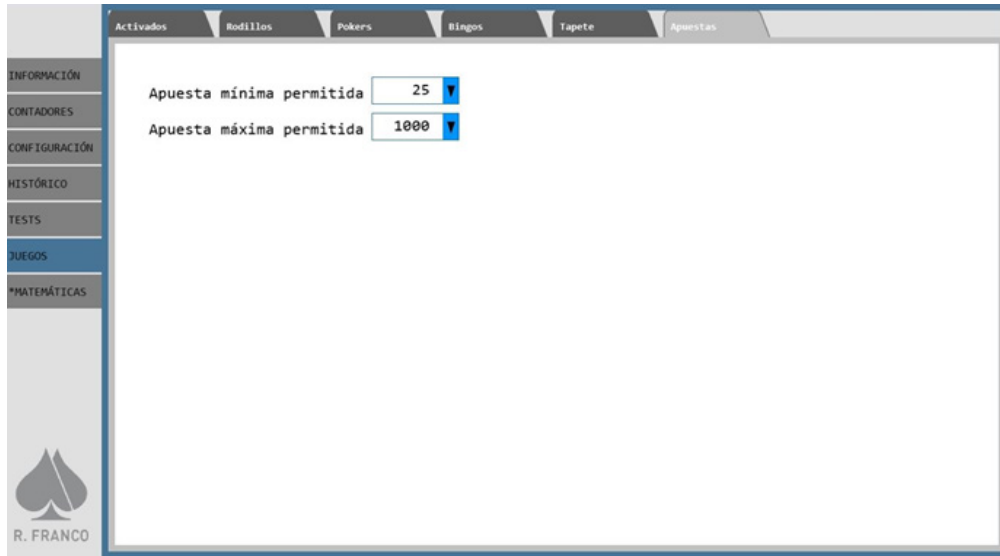 Activados Rodillos Pokers Bingos Tapete Apuestas
INFORMACIÓN
CONTADORES
CONFIGURACIÓN
HISTÓRICO
TESTS
JUEGOS
*MATEMÁTICAS
Apuesta mínima permitida 25
Apuesta máxima permitida 1000
R. FRANCO